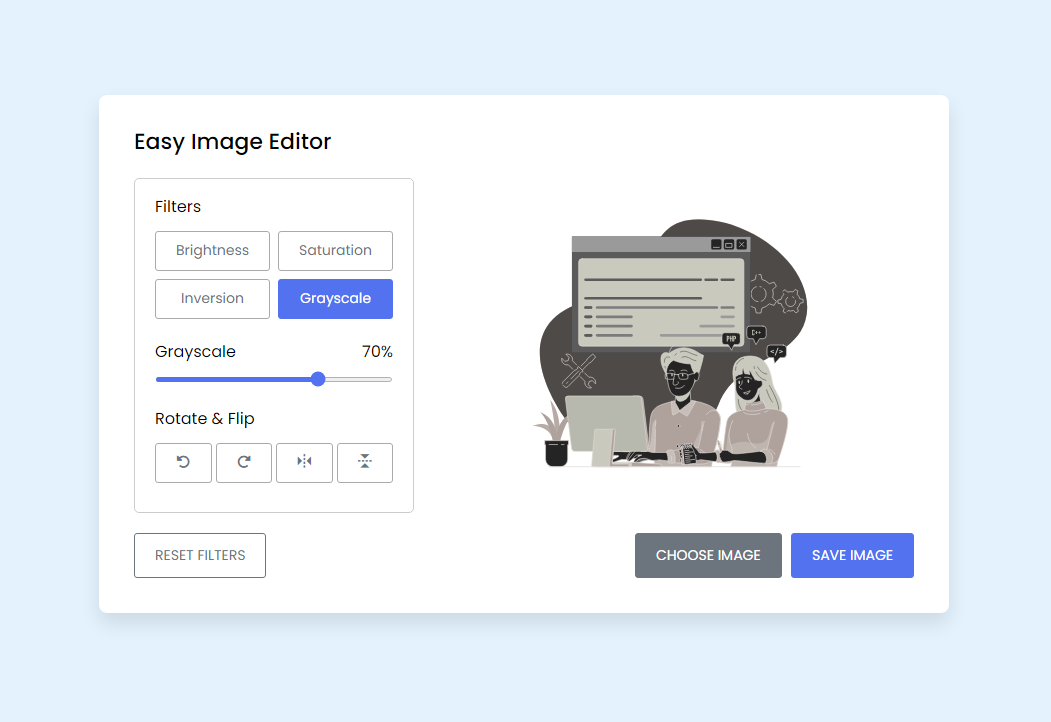 Easy Image Editor
Filters
Brightness
Saturation
Inversion
Grayscale
Grayscale 70%
Rotate & Flip
RESET FILTERS
PHP
C++
</>
CHOOSE IMAGE
SAVE IMAGE